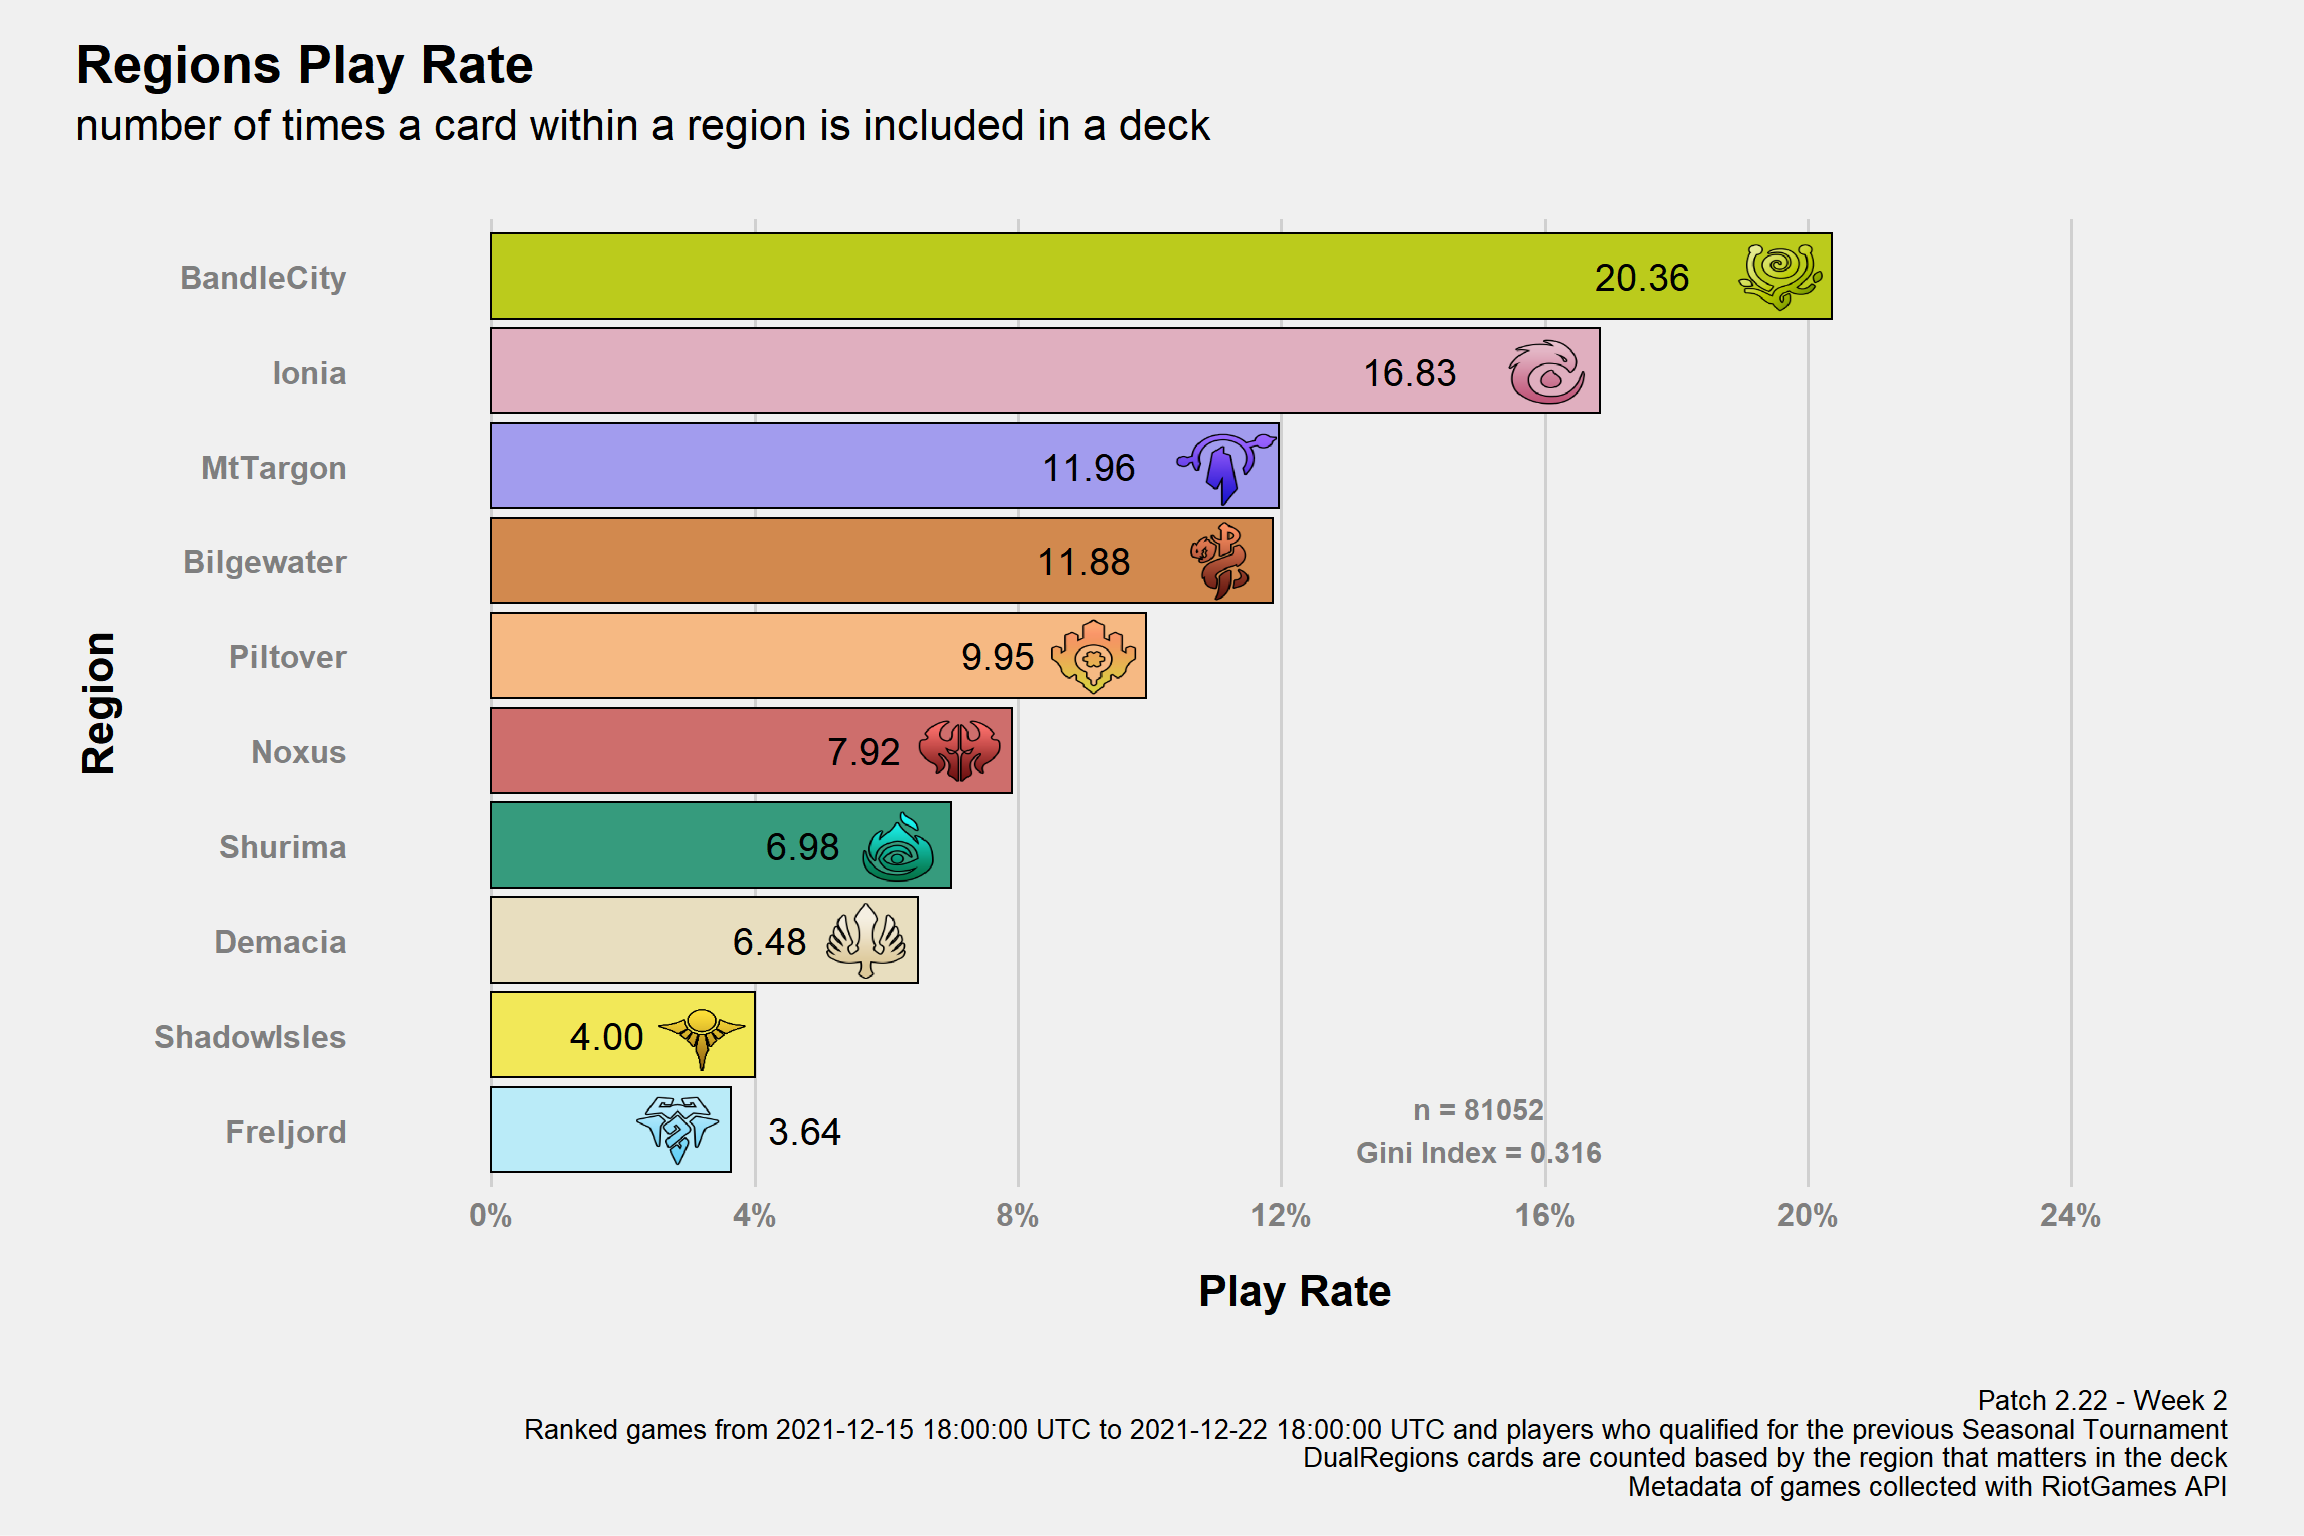 Regions Play Rate
number of times a card within a region is included in a deck
Region
BandleCity
20.36
Ionia
16.83
MtTargon
11.96
Bilgewater
11.88
Piltover
9.95
Noxus
7.92
Shurima
6.98
Demacia
6.48
ShadowIsles
4.00
Freljord
3.64
n = 81052
Gini Index = 0.316
0% 4% 8% 12% 16% 20% 24%
Play Rate
Patch 2.22 - Week 2
Ranked games from 2021-12-15 18:00:00 UTC to 2021-12-22 18:00:00 UTC and players who qualified for the previous Seasonal Tournament
DualRegions cards are counted based by the region that matters in the deck
Metadata of games collected with RiotGames API